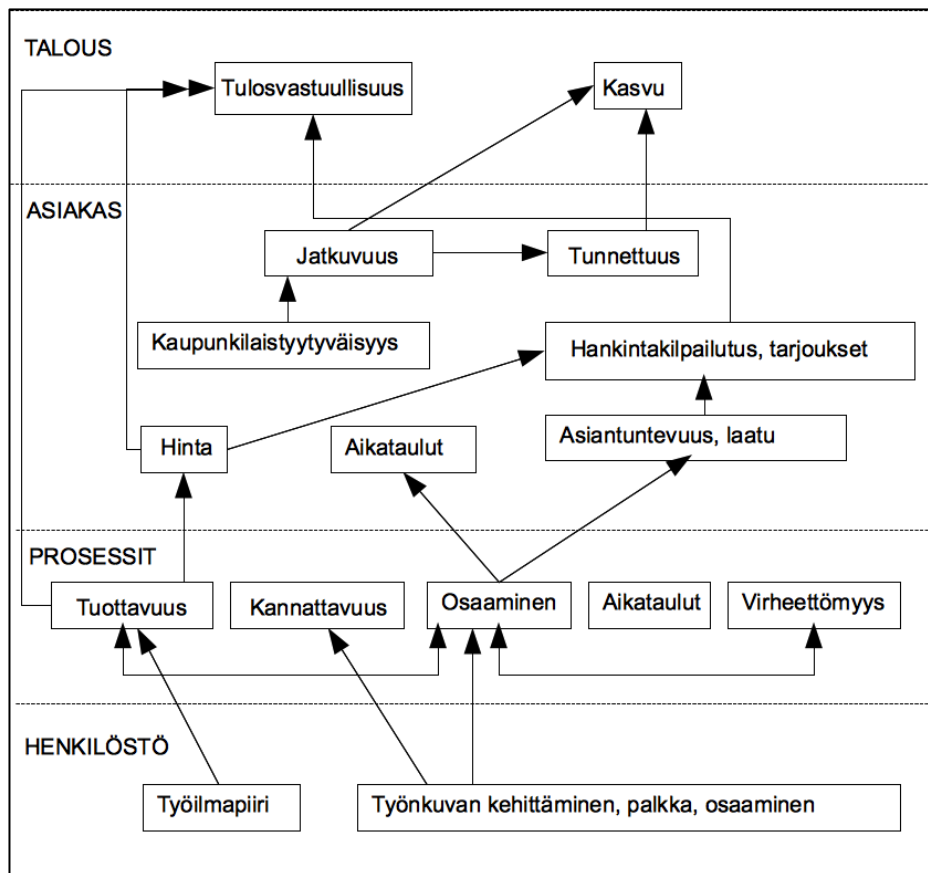 TALOUS
Tulosvastuullisuus
Kasvu
ASIAKAS
Jatkuvuus
Tunnettuus
Kaupunkilaistyytyväisyys
Hankintakilpailutus, tarjoukset
Hinta
Aikataulut
Asiantuntevuus, laatu
PROSESSIT
Tuottavuus
Kannattavuus
Osaaminen
Aikataulut
Virheettömyys
HENKILÖSTÖ
Työilmapiiri
Työnkuvan kehittäminen, palkka, osaaminen